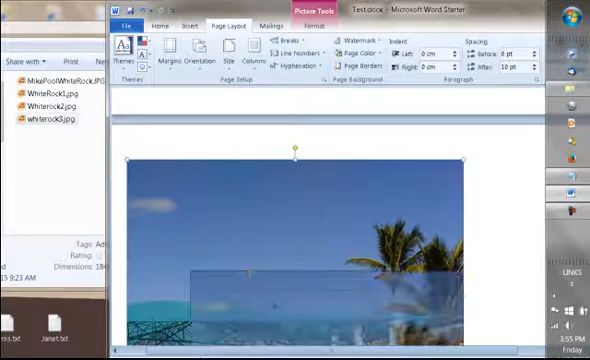 Picture Tools
Test.docx - Microsoft Word Starter
File
Home
Insert
Page Layout
Mailings
Format
Share with
Print
MikePoolWhiteRock.JPG
WhiteRock1.jpg
Whiterock2.jpg
whiterock3.jpg
Themes
Margins
Orientation
Size
Columns
Breaks
Line Numbers
Hyphenation
Watermark
Page Color
Page Borders
Indent
Left: 0 cm
Right: 0 cm
Spacing
Before: 0 pt
After: 10 pt
Themes
Page Setup
Page Background
Paragraph
Tags:
Rating:
Dimensions:
15 9:23 AM
nis.txt
Janet.txt
LINKS
3:55 PM
Friday